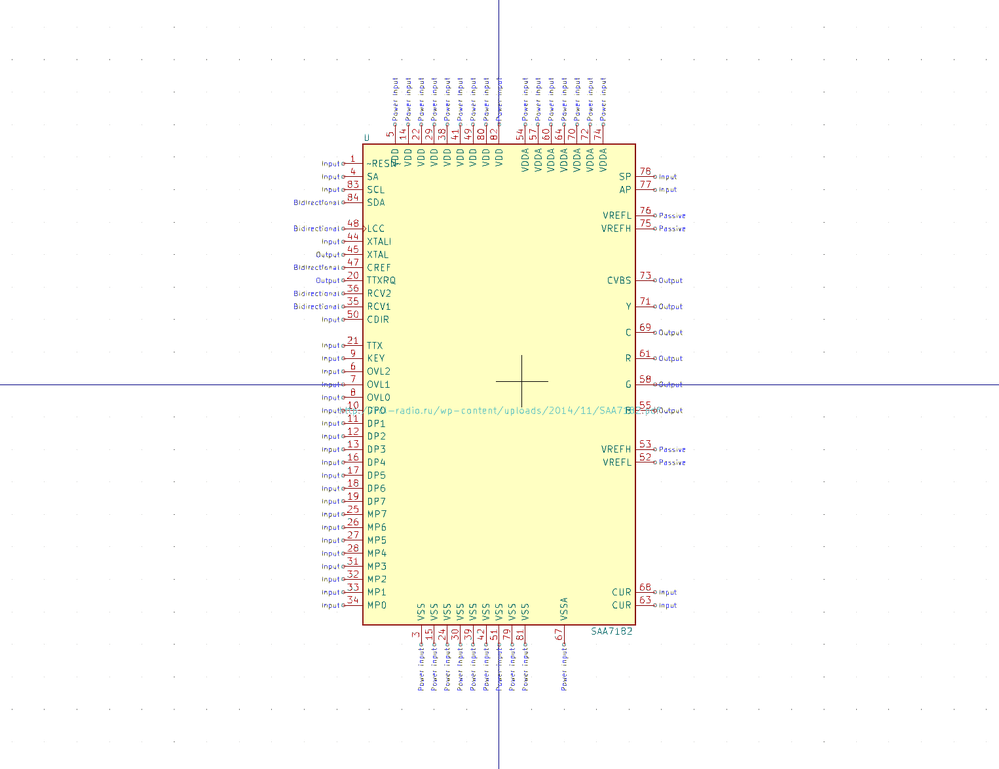 Power input Power input Power input Power input Power input Power input Power input Power input Power input Power input Power input Power input Power input Power input Power input Power input
5 14 22 29 38 41 49 80 82 54 57 60 64 70 72 74
U
VDD VDD VDD VDD VDD VDD VDD VDD VDD VDDA VDDA VDDA VDDA VDDA VDDA VDDA
Input 1 ~RESN
Input 4 SA SP 78 Input
Input 83 SCL AP 77 Input
Bidirectional 84 SDA
VREFL 76 Passive
Bidirectional 48 LCC VREFH 75 Passive
Input 44 XTALI
Output 45 XTAL
Bidirectional 47 CREF
Output 20 TTXRQ CVBS 73 Output
Bidirectional 36 RCV2
Bidirectional 35 RCV1 Y 71 Output
Input 50 CDIR
C 69 Output
Input 21 TTX
Input 9 KEY R 61 Output
Input 6 OVL2
Input 7 OVL1 G 58 Output
Input 8 OVL0
Input 10 DP0 B 55 Output
Input 11 DP1
Input 12 DP2
Input 13 DP3 VREFH 53 Passive
Input 16 DP4 VREFL 52 Passive
Input 17 DP5
Input 18 DP6
Input 19 DP7
Input 25 MP7
Input 26 MP6
Input 27 MP5
Input 28 MP4
Input 31 MP3
Input 32 MP2
Input 33 MP1 CUR 68 Input
Input 34 MP0 CUR 63 Input
VSS VSS VSS VSS VSS VSS VSS VSS VSS VSSA
SAA7182
3 15 24 30 39 42 51 79 81 67
Power input Power input Power input Power input Power input Power input Power input Power input Power input Power input